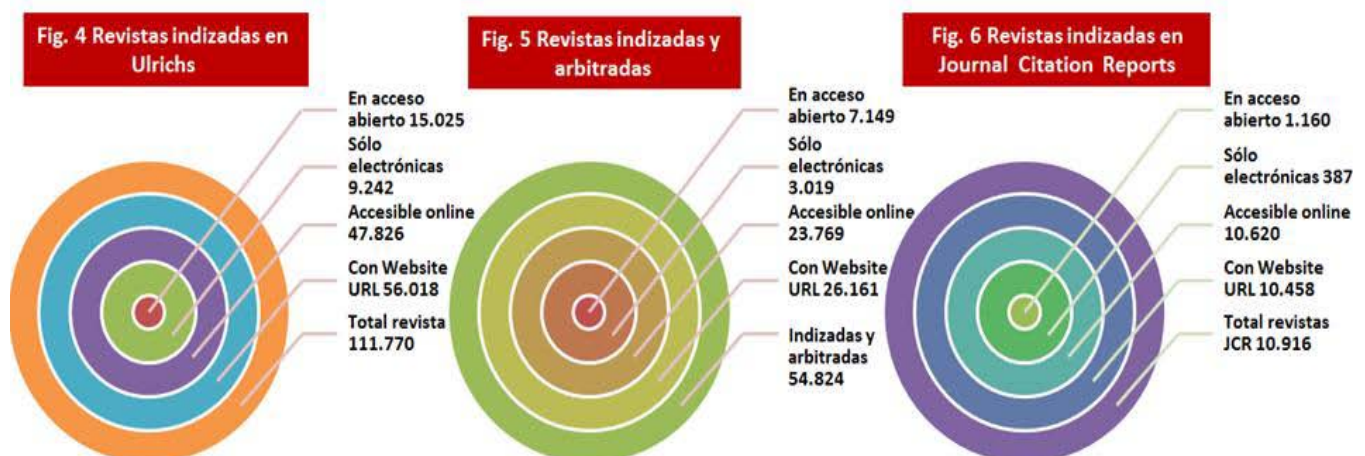 Fig. 4 Revistas indizadas en
Ulrichs
En acceso
abierto 15.025
Sólo
electrónicas
9.242
Accesible online
47.826
Con Website
URL 56.018
Total revista
111.770
Fig. 5 Revistas indizadas y
arbitradas
En acceso
abierto 7.149
Sólo
electrónicas
3.019
Accesible online
23.769
Con Website
URL 26.161
Indizadas y
arbitradas
54.824
Fig. 6 Revistas indizadas en
Journal Citation Reports
En acceso
abierto 1.160
Sólo
electrónicas 387
Accesible online
10.620
Con Website
URL 10.458
Total revistas
JCR 10.916